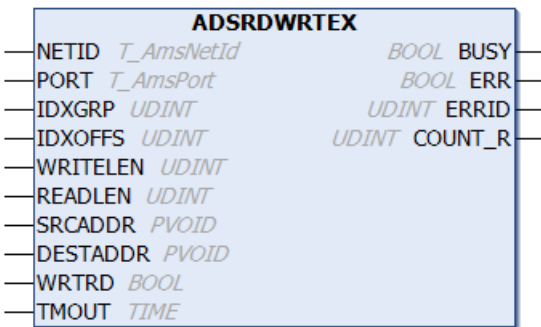 ADSRDWRTEX
NETID T_AmsNetId BOOL BUSY
PORT T_AmsPort BOOL ERR
IDXGRP UDINT UDINT ERRID
IDXOFFS UDINT UDINT COUNT_R
WRITELEN UDINT
READLEN UDINT
SRCADDR PVOID
DESTADDR PVOID
WRTRD BOOL
TMOUT TIME